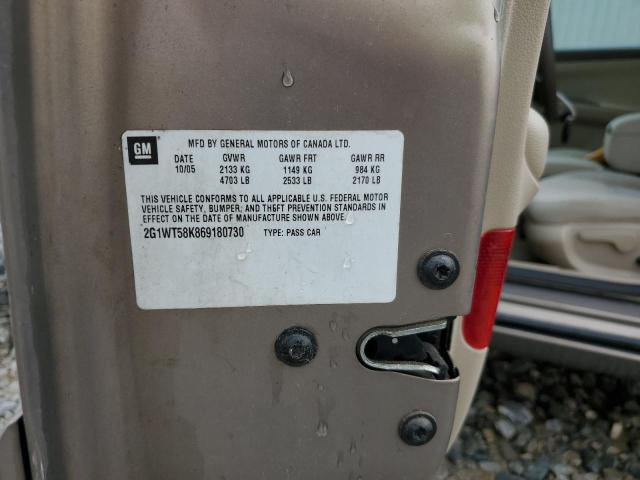 GM
MFD BY GENERAL MOTORS OF CANADA LTD.
DATE GVWR GAWR FRT GAWR RR
10/05 2133 KG 1149 KG 984 KG
4703 LB 2533 LB 2170 LB
THIS VEHICLE CONFORMS TO ALL APPLICABLE U.S. FEDERAL MOTOR
VEHICLE SAFETY, BUMPER, AND THEFT PREVENTION STANDARDS IN
EFFECT ON THE DATE OF MANUFACTURE SHOWN ABOVE.
2G1WT58K869180730 TYPE: PASS CAR